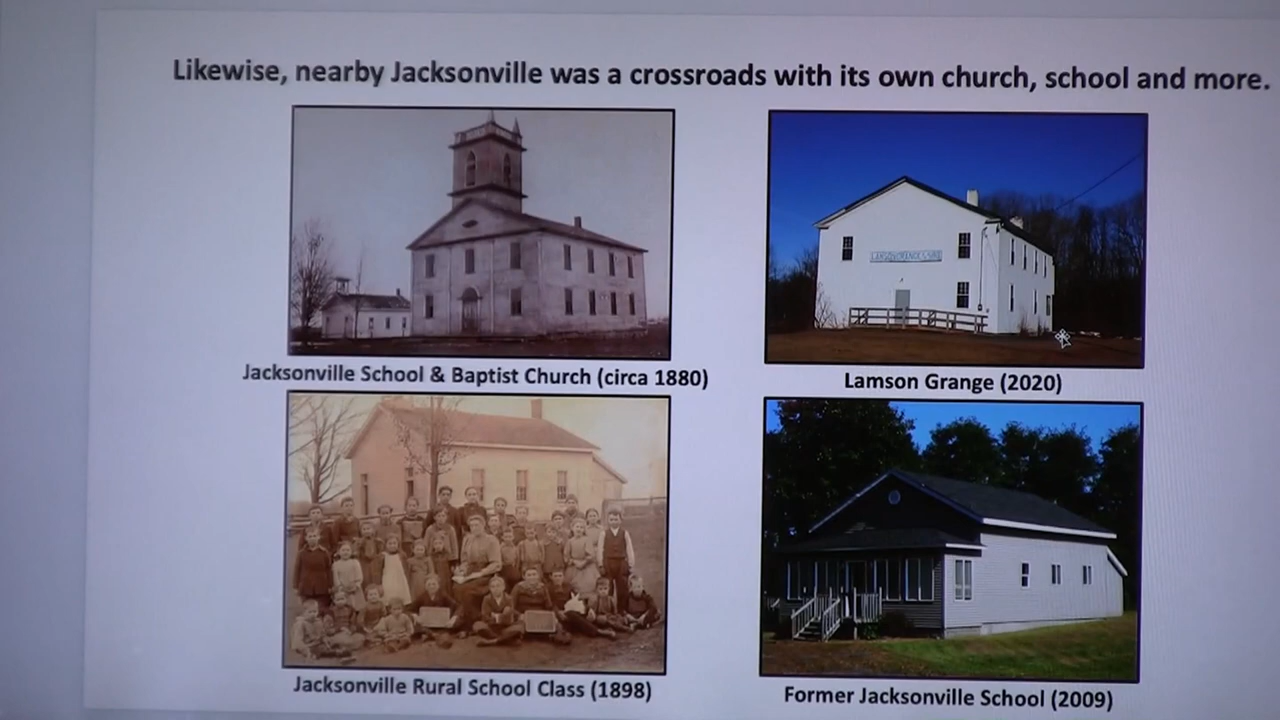 Likewise, nearby Jacksonville was a crossroads with its own church, school and more.
Jacksonville School & Baptist Church (circa 1880)
Lamson Grange (2020)
Jacksonville Rural School Class (1898)
Former Jacksonville School (2009)